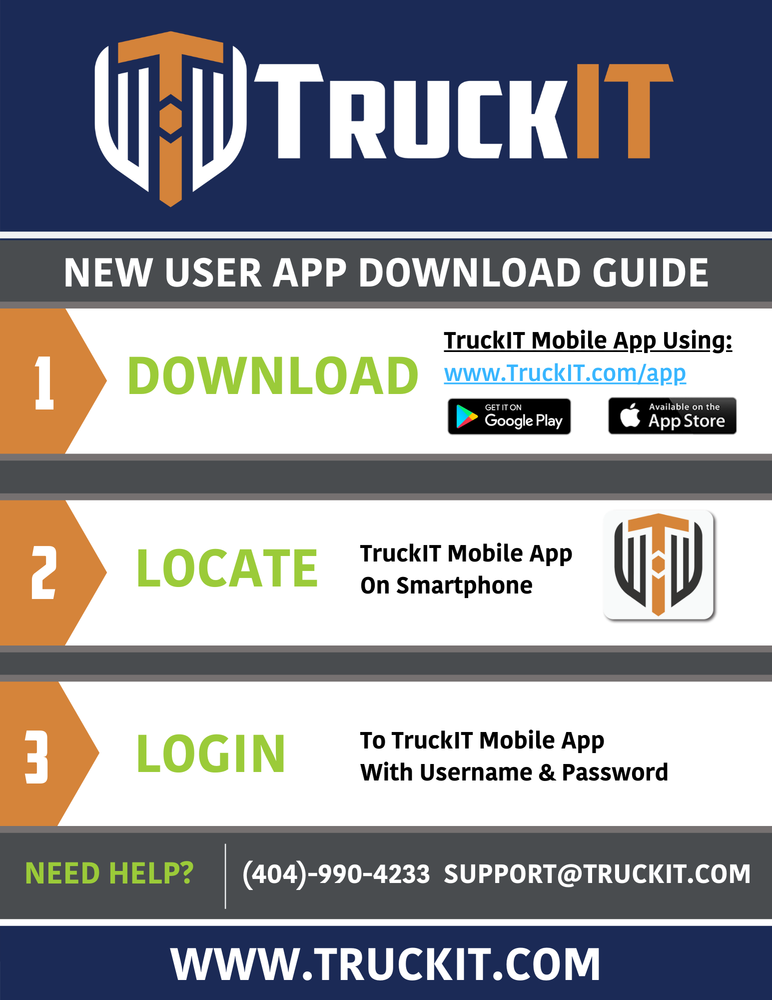 TRUCKIT
NEW USER APP DOWNLOAD GUIDE
1
DOWNLOAD
TruckIT Mobile App Using:
www.TruckIT.com/app
GET IT ON
Google Play
Available on the
App Store
2
LOCATE
TruckIT Mobile App
On Smartphone
3
LOGIN
To TruckIT Mobile App
With Username & Password
NEED HELP?
(404)-990-4233 SUPPORT@TRUCKIT.COM
WWW.TRUCKIT.COM